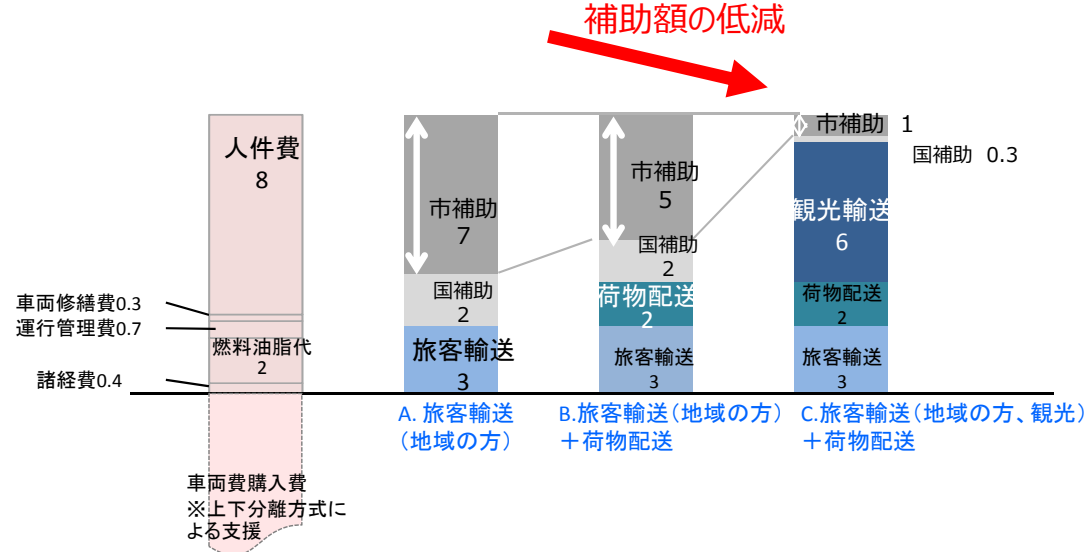 補助額の低減
人件費
8
車両修繕費0.3
運行管理費0.7
燃料油脂代
2
諸経費0.4
車両費購入費
※上下分離方式に
よる支援
市補助
7
国補助
2
旅客輸送
3
A. 旅客輸送
(地域の方)
市補助
5
国補助
2
荷物配送
2
旅客輸送
3
B.旅客輸送(地域の方)
＋荷物配送
市補助 1
国補助 0.3
観光輸送
6
荷物配送
2
旅客輸送
3
C.旅客輸送(地域の方、観光)
＋荷物配送